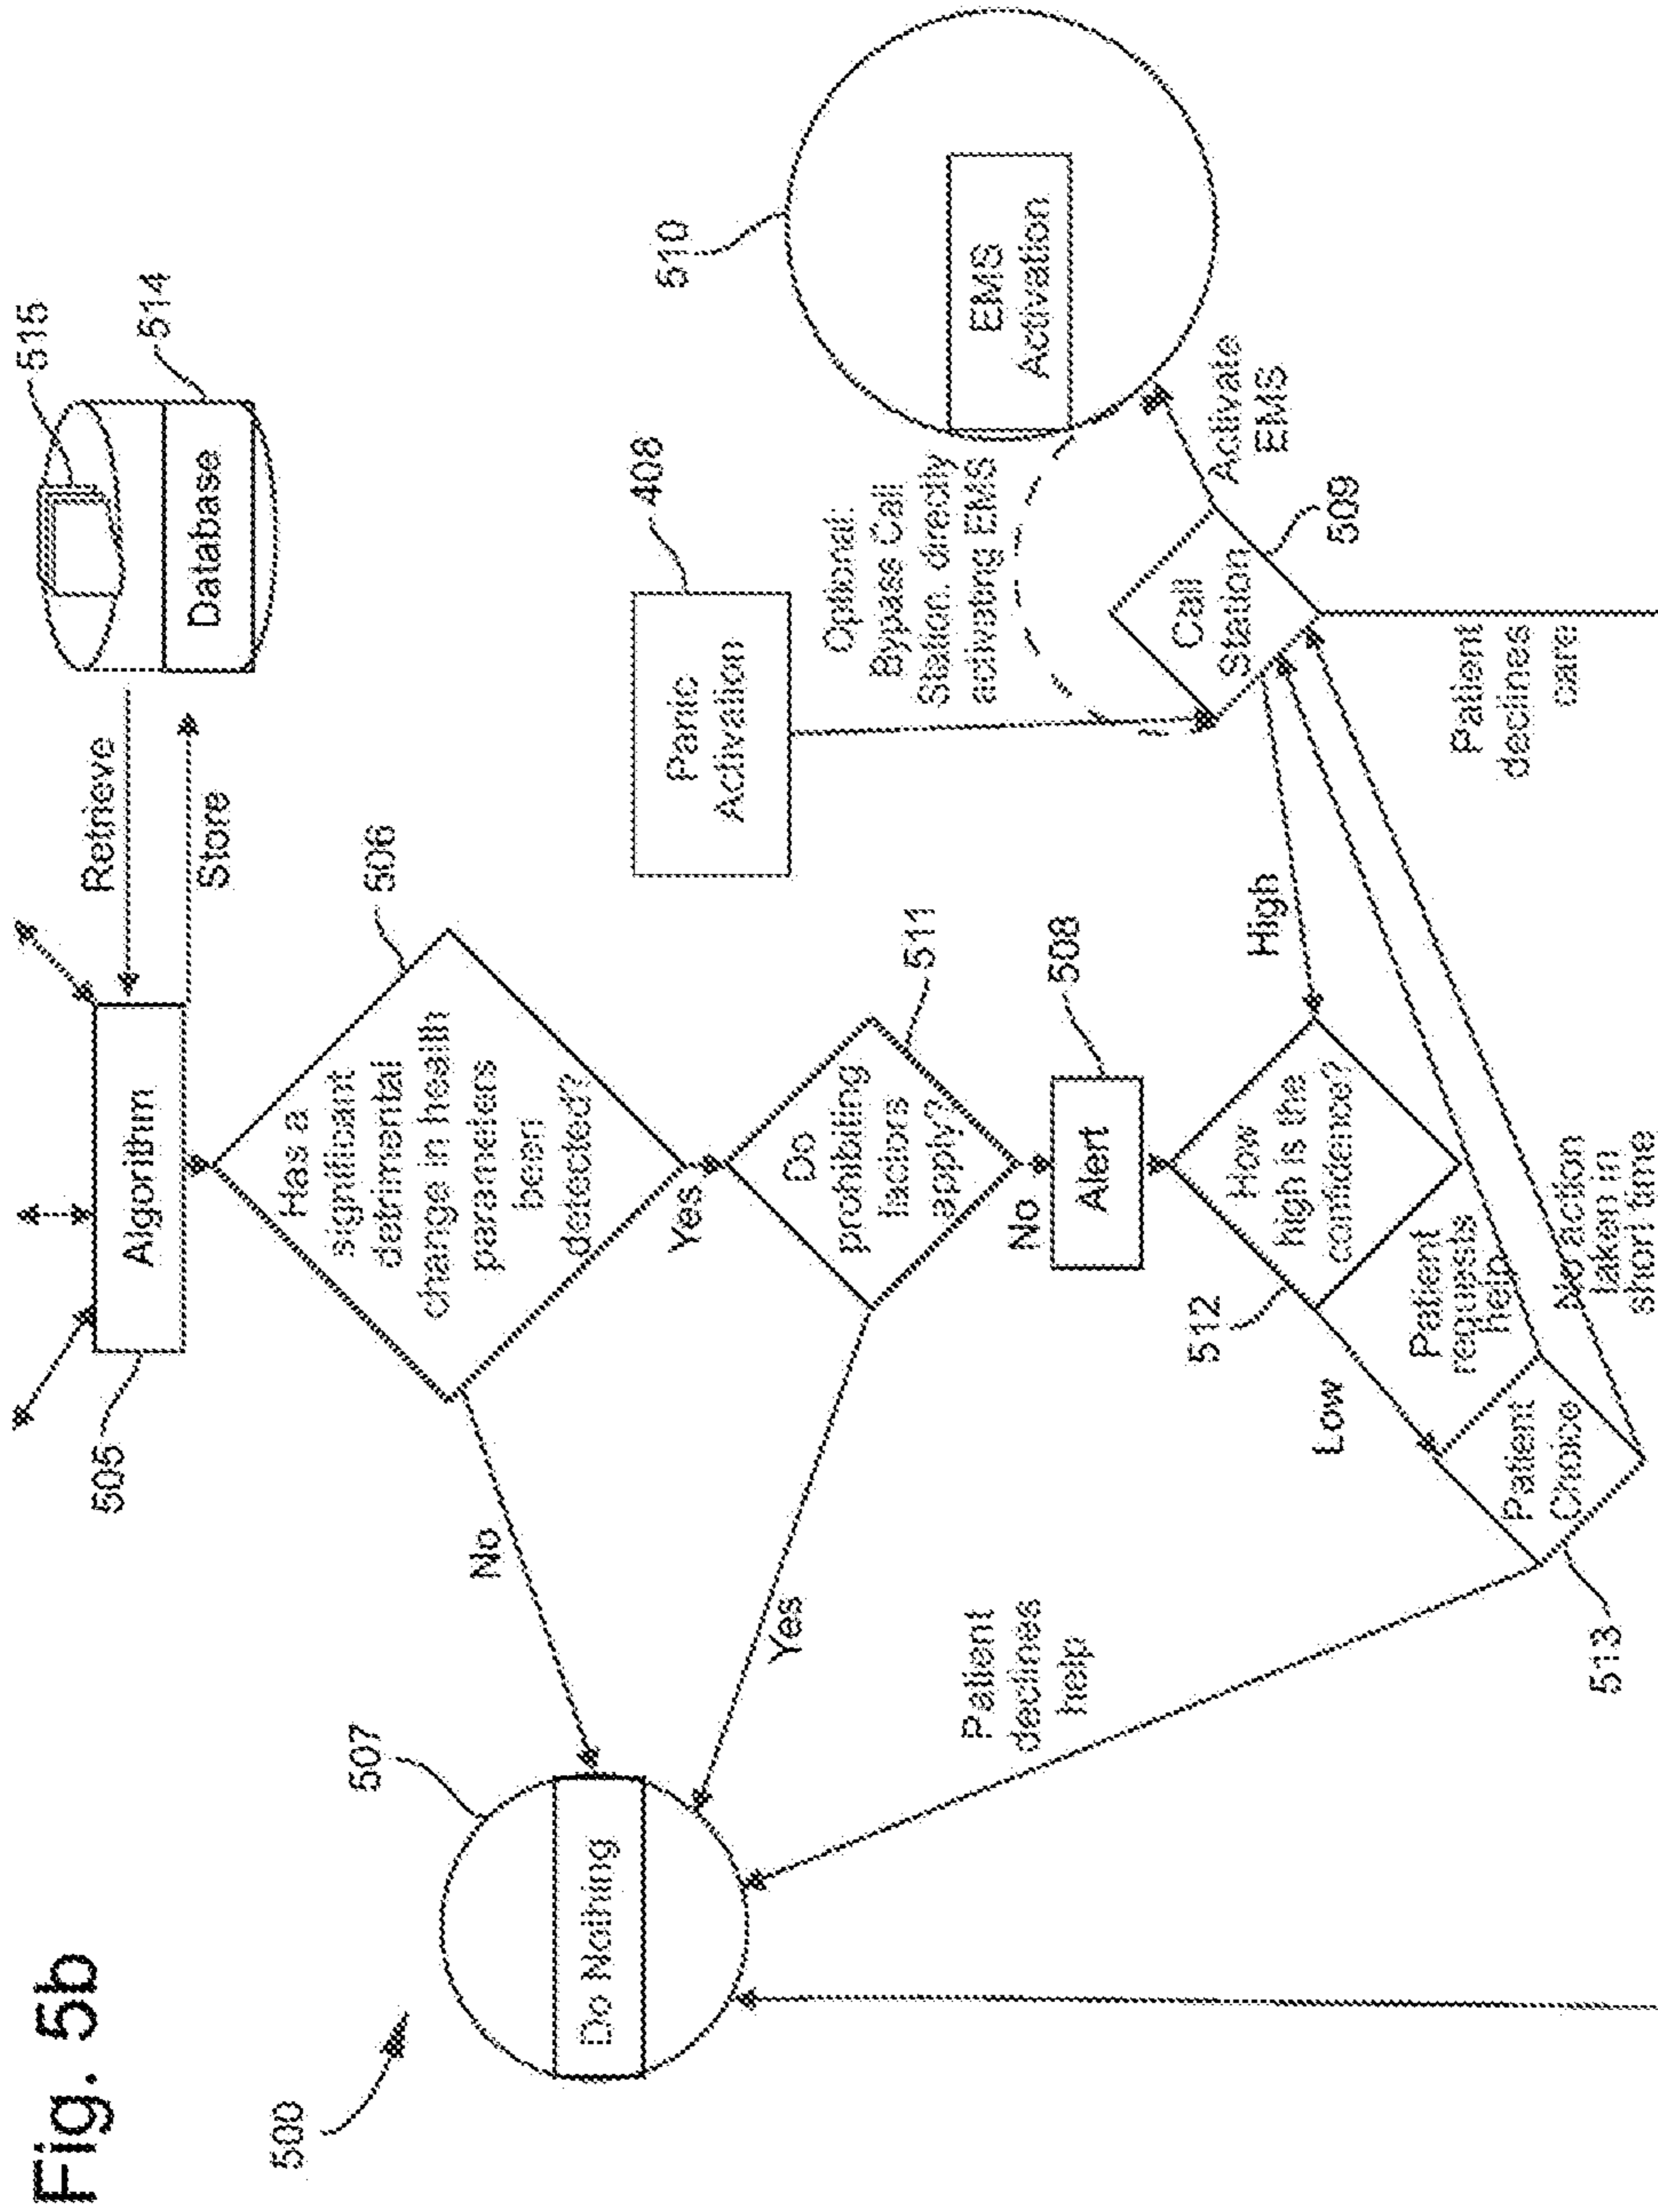 Fig. 5b
500
505
Algorithm
Retrieve
Store
515
Database
514
506
Has a
significant
detrimental
change in health
parameters
been
detected?
No
Yes
507
Do Nothing
511
Do
prohibiting
factors
apply?
Yes
No
508
Alert
408
Panic
Activation
Optional:
Bypass Call
Station, directly
activating EMS
510
EMS
Activation
Activate
EMS
Call
Station
509
High
How
high is the
confidence?
512
Low
Patient
requests
help
Patient
Choice
513
No action
taken in
short time
Patient
declines
help
Patient
declines
care